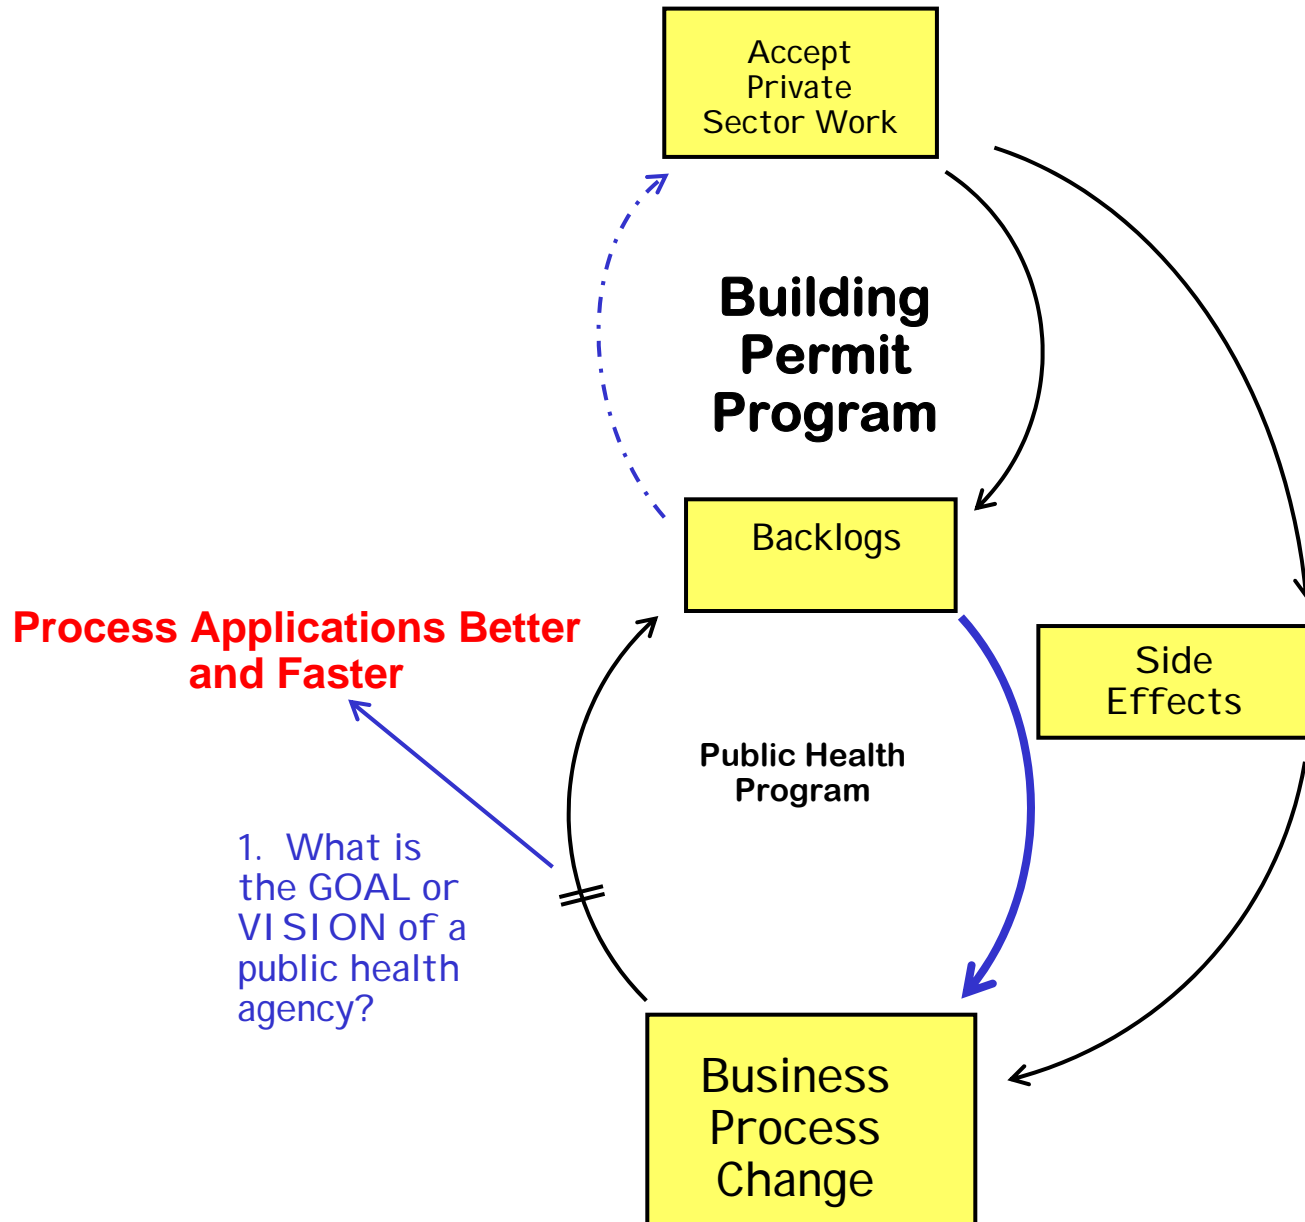 Accept
Private
Sector Work
Building
Permit
Program
Backlogs
Process Applications Better
and Faster
Side
Effects
Public Health
Program
1. What is
the GOAL or
VISION of a
public health
agency?
Business
Process
Change